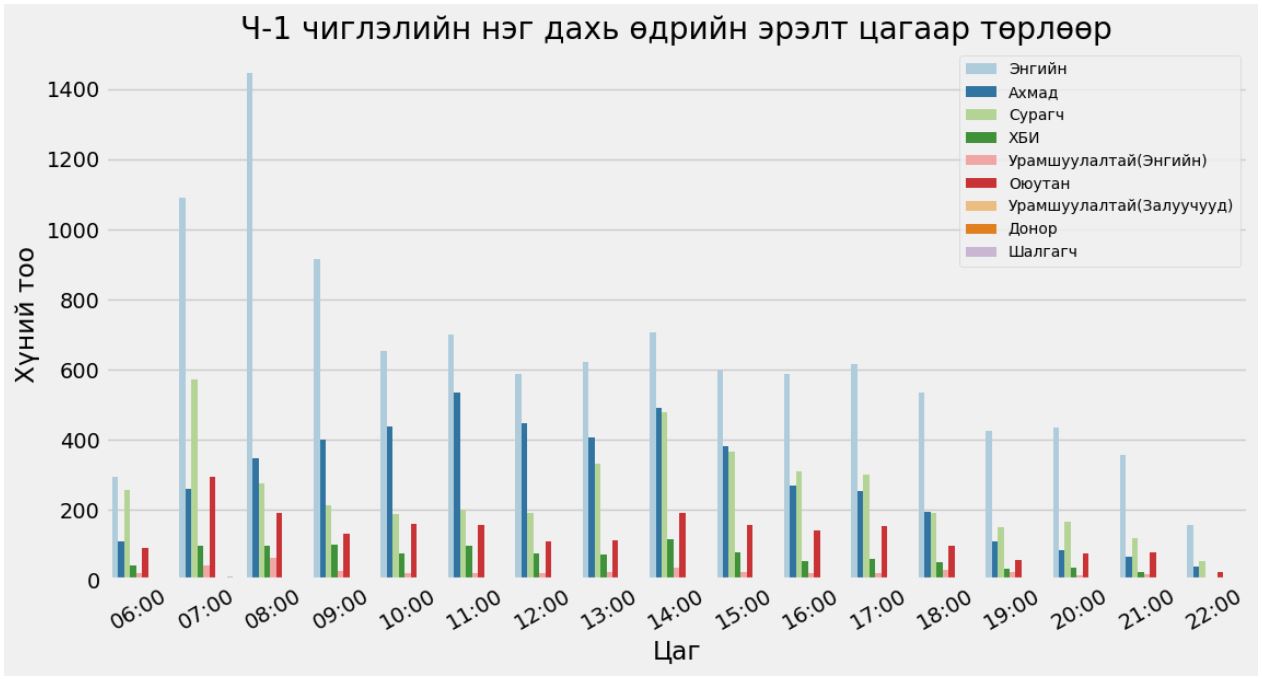 Ч-1 чиглэлийн нэг дахь өдрийн эрэлт цагаар төрлөөр
Энгийн
Ахмад
Сурагч
ХБИ
Урамшуулалтай(Энгийн)
Оюутан
Урамшуулалтай(Залуучууд)
Донор
Шалгагч
Хүний тоо
1400
1200
1000
800
600
400
200
0
06:00 07:00 08:00 09:00 10:00 11:00 12:00 13:00 14:00 15:00 16:00 17:00 18:00 19:00 20:00 21:00 22:00
Цаг